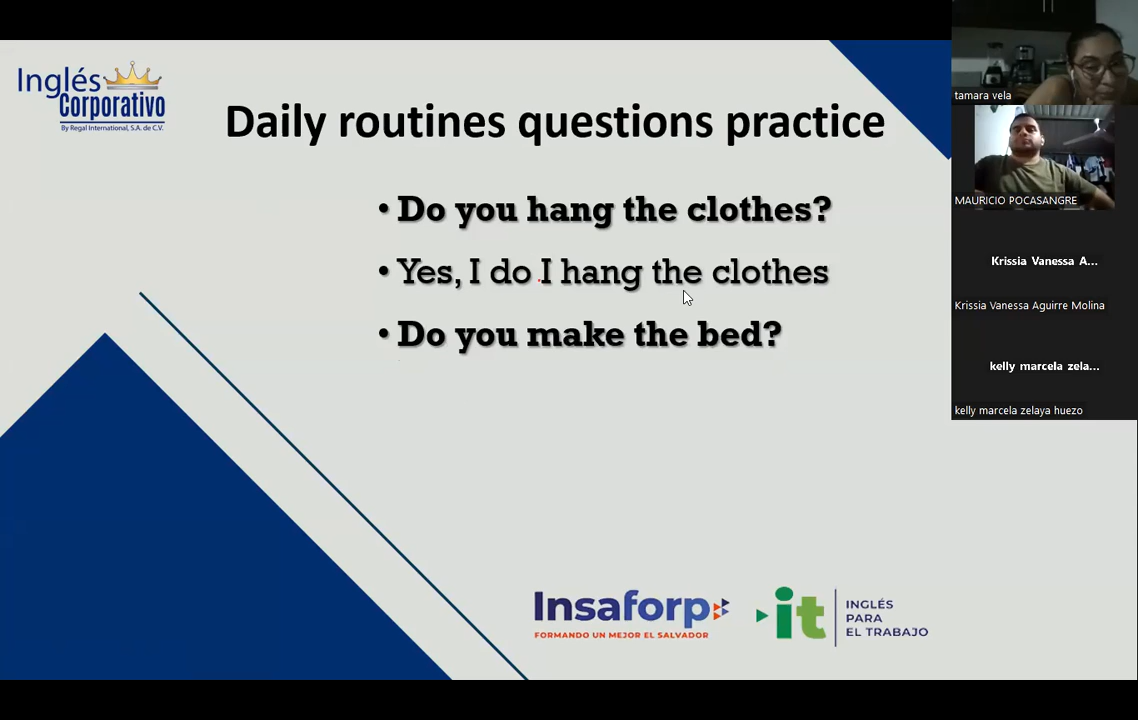 Inglés
Corporativo
By Regal International, S.A. de C.V.
Daily routines questions practice
• Do you hang the clothes?
• Yes, I do I hang the clothes
• Do you make the bed?
Insaforp
FORMANDO UN MEJOR EL SALVADOR
it
INGLÉS
PARA
EL TRABAJO
tamara vela
MAURICIO POCASANGRE
Krissia Vanessa A...
Krissia Vanessa Aguirre Molina
kelly marcela zela...
kelly marcela zelaya huezo